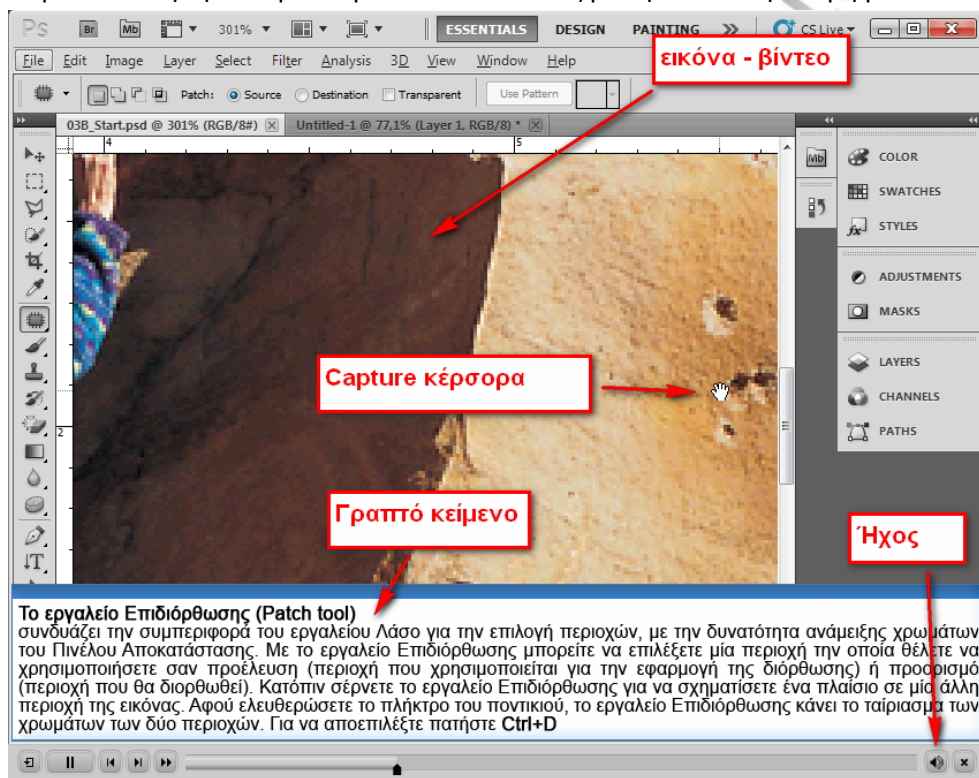 PS Br Mb 301% ESSENTIALS DESIGN PAINTING CS Live
File Edit Image Layer Select Filter Analysis 3D View Window Help
εικόνα - βίντεο
Patch: Source Destination Transparent Use Pattern
03B_Start.psd @ 301% (RGB/8#) Untitled-1 @ 77,1% (Layer 1, RGB/8) *
4 5
Mb COLOR
SWATCHES
STYLES
ADJUSTMENTS
MASKS
LAYERS
CHANNELS
PATHS
Capture κέρσορα
2
Γραπτό κείμενο
Ήχος
Το εργαλείο Επιδιόρθωσης (Patch tool)
συνδυάζει την συμπεριφορά του εργαλείου Λάσο για την επιλογή περιοχών, με την δυνατότητα ανάμειξης χρωμάτων
του Πινέλου Αποκατάστασης. Με το εργαλείο Επιδιόρθωσης μπορείτε να επιλέξετε μία περιοχή την οποία θέλετε να
χρησιμοποιήσετε σαν προέλευση (περιοχή που χρησιμοποιείται για την εφαρμογή της διόρθωσης) ή προορισμό
(περιοχή που θα διορθωθεί). Κατόπιν σέρνετε το εργαλείο Επιδιόρθωσης για να σχηματίσετε ένα πλαίσιο σε μία άλλη
περιοχή της εικόνας. Αφού ελευθερώσετε το πλήκτρο του ποντικιού, το εργαλείο Επιδιόρθωσης κάνει το ταίριασμα των
χρωμάτων των δύο περιοχών. Για να αποεπιλέξτε πατήστε Ctrl+D